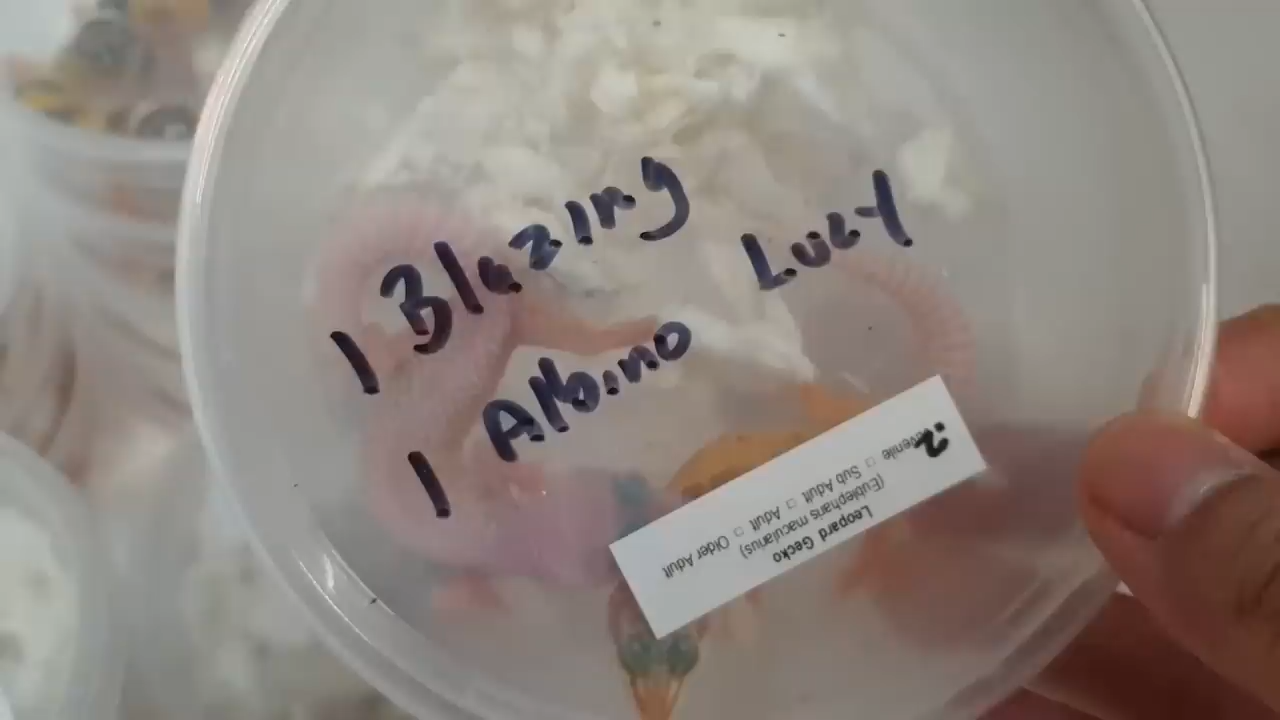 1 Blazing Lucy
1 Albino
Leopard Gecko
(Eublepharis macularius)
Juvenile □ Sub Adult □ Adult □ Older Adult
:2